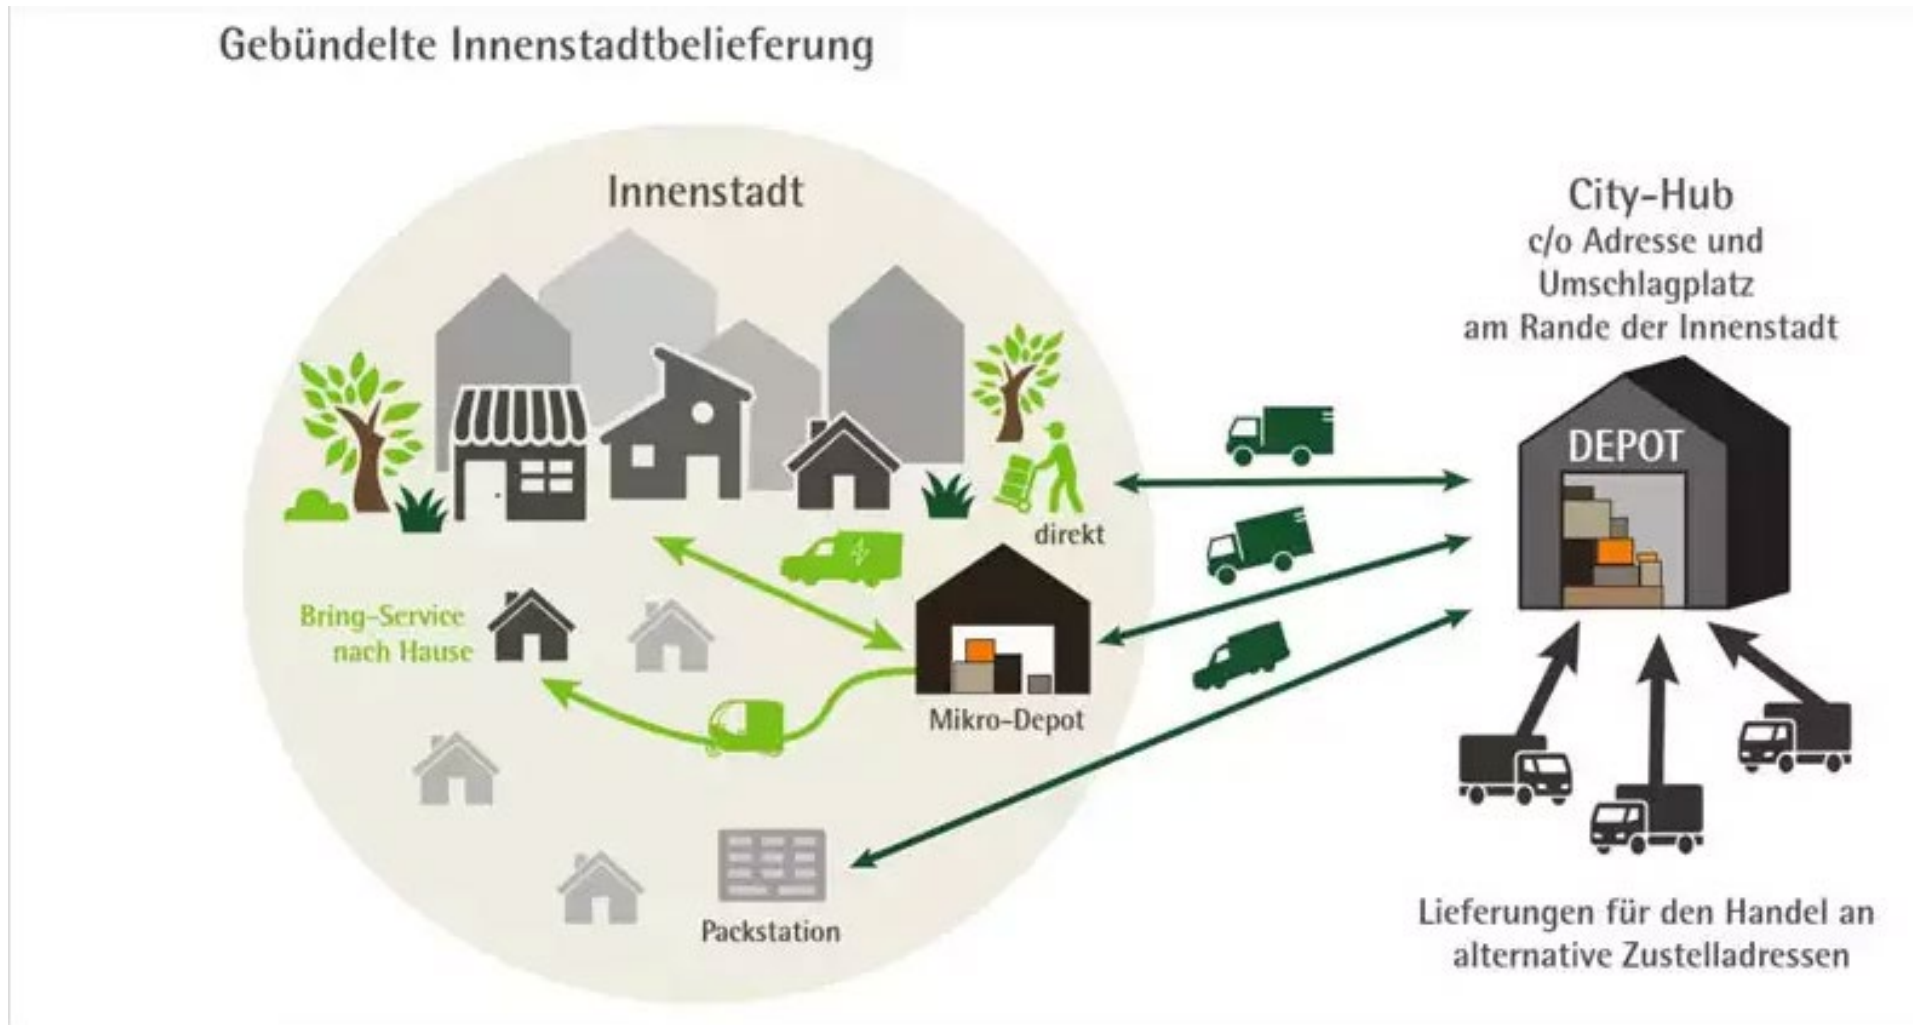 Gebündelte Innenstadtbelieferung
Innenstadt
City-Hub
c/o Adresse und
Umschlagplatz
am Rande der Innenstadt
DEPOT
direkt
Bring-Service
nach Hause
Mikro-Depot
Packstation
Lieferungen für den Handel an
alternative Zustelladressen